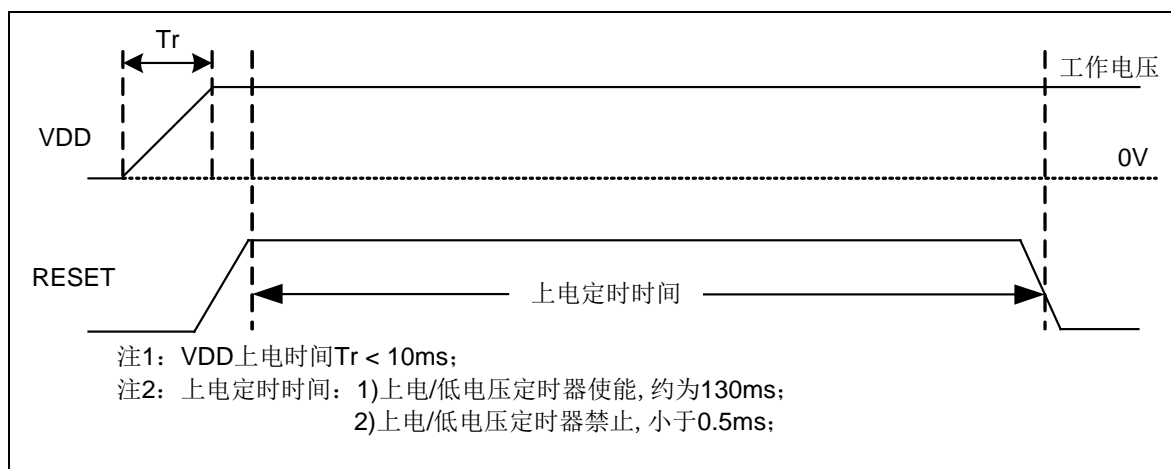 Tr
工作电压
VDD
0V
RESET
上电定时时间
注1：VDD上电时间Tr < 10ms；
注2：上电定时时间：1)上电/低电压定时器使能,约为130ms；
2)上电/低电压定时器禁止,小于0.5ms；